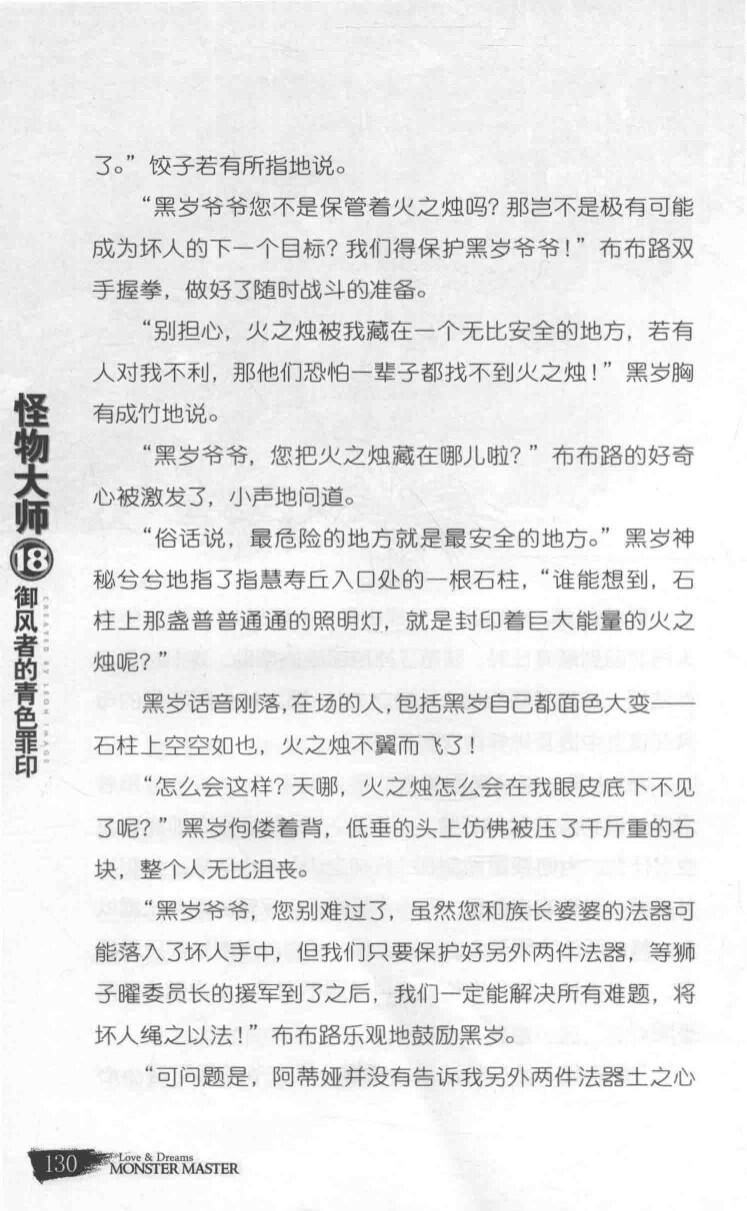 了。”饺子若有所指地说。
“黑岁爷爷您不是保管着火之烛吗？那岂不是极有可能
成为坏人的下一个目标？我们得保护黑岁爷爷！”布布路双
手握拳，做好了随时战斗的准备。
“别担心，火之烛被我藏在一个无比安全的地方，若有
人对我不利，那他们恐怕一辈子都找不到火之烛！”黑岁胸
有成竹地说。
“黑岁爷爷，您把火之烛藏在哪儿啦？”布布路的好奇
心被激发了，小声地问道。
“俗话说，最危险的地方就是最安全的地方。”黑岁神
秘兮兮地指了指慧寿丘入口处的一根石柱，“谁能想到，石
柱上那盏普普通通的照明灯，就是封印着巨大能量的火之
烛呢？”
黑岁话音刚落，在场的人，包括黑岁自己都面色大变——
石柱上空空如也，火之烛不翼而飞了！
“怎么会这样？天哪，火之烛怎么会在我眼皮底下不见
了呢？”黑岁佝偻着背，低垂的头上仿佛被压了千斤重的石
块，整个人无比沮丧。
“黑岁爷爷，您别难过了，虽然您和族长婆婆的法器可
能落入了坏人手中，但我们只要保护好另外两件法器，等狮
子曜委员长的援军到了之后，我们一定能解决所有难题，将
坏人绳之以法！”布布路乐观地鼓励黑岁。
“可问题是，阿蒂娅并没有告诉我另外两件法器土之心
怪物大师
18
御风者的青色罪印
CREATED BY LEON IMAGE
130
Love & Dreams
MONSTER MASTER